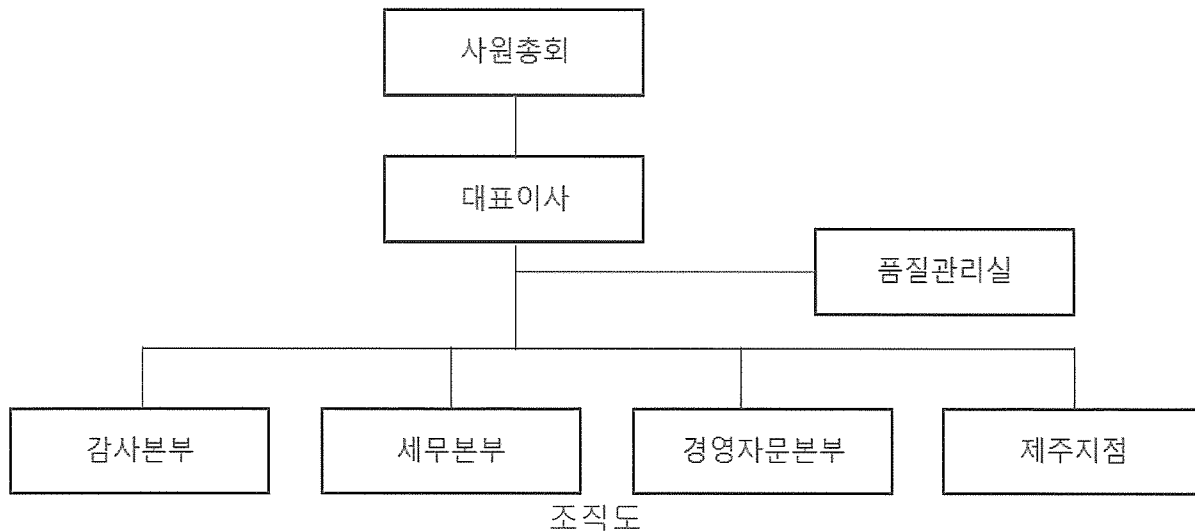 사원총회
대표이사
품질관리실
감사본부
세무본부
경영자문본부
제주지점
조직도